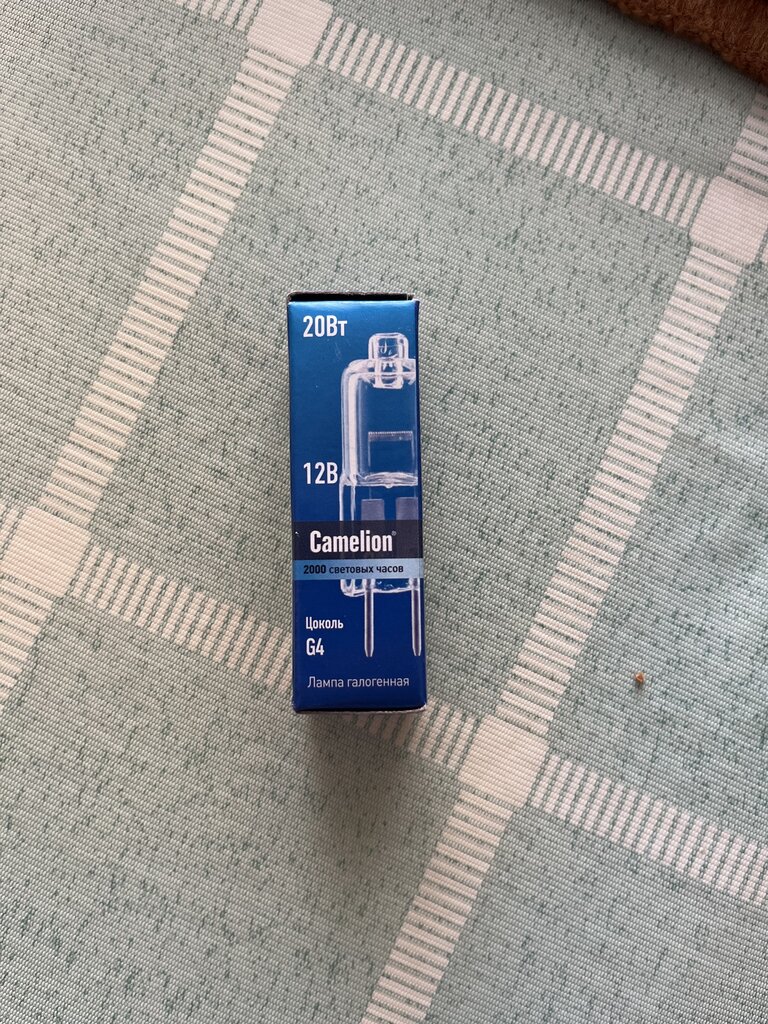 20Вт
12В
Camelion®
2000 световых часов
Цоколь
G4
Лампа галогенная